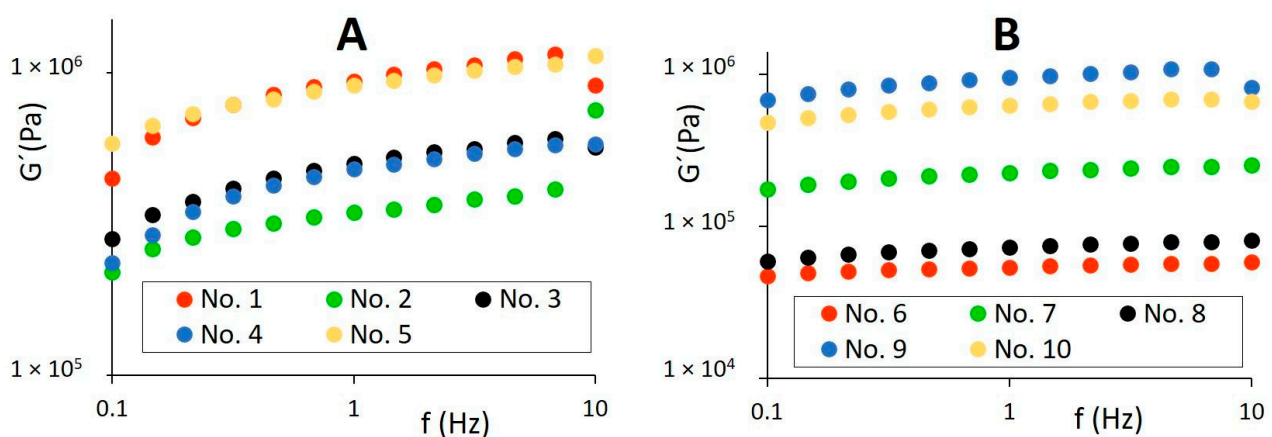 A
1 × 10⁶
G´(Pa)
No. 1 No. 2 No. 3
No. 4 No. 5
1 × 10⁵
0.1 1 10
f (Hz)
B
1 × 10⁶
G´(Pa)
1 × 10⁵
No. 6 No. 7 No. 8
No. 9 No. 10
1 × 10⁴
0.1 1 10
f (Hz)